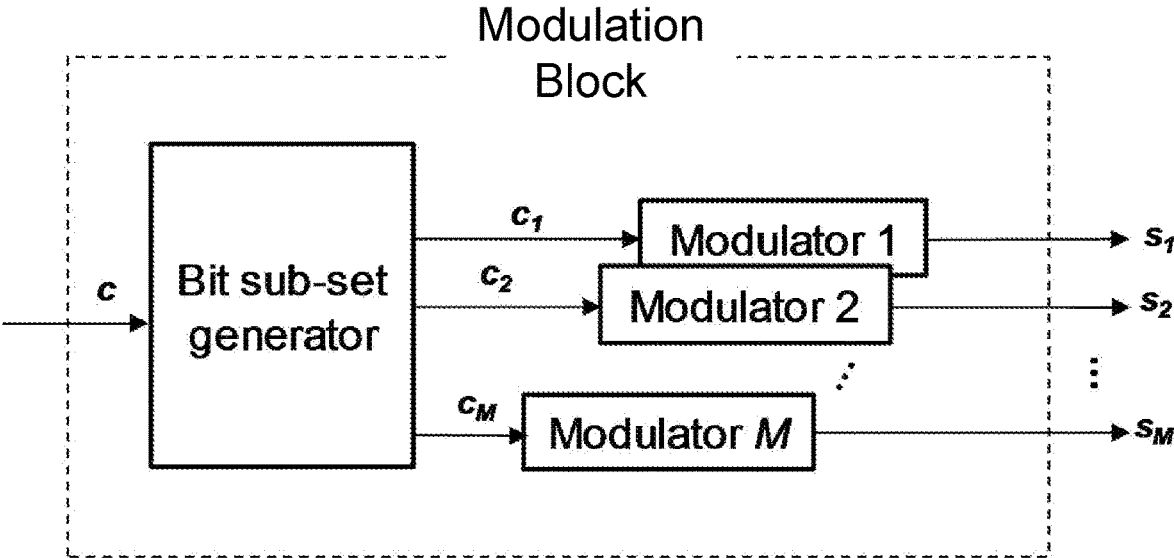 Modulation
Block
c
Bit sub-set
generator
c1
Modulator 1
s1
c2
Modulator 2
s2
cM
Modulator M
sM